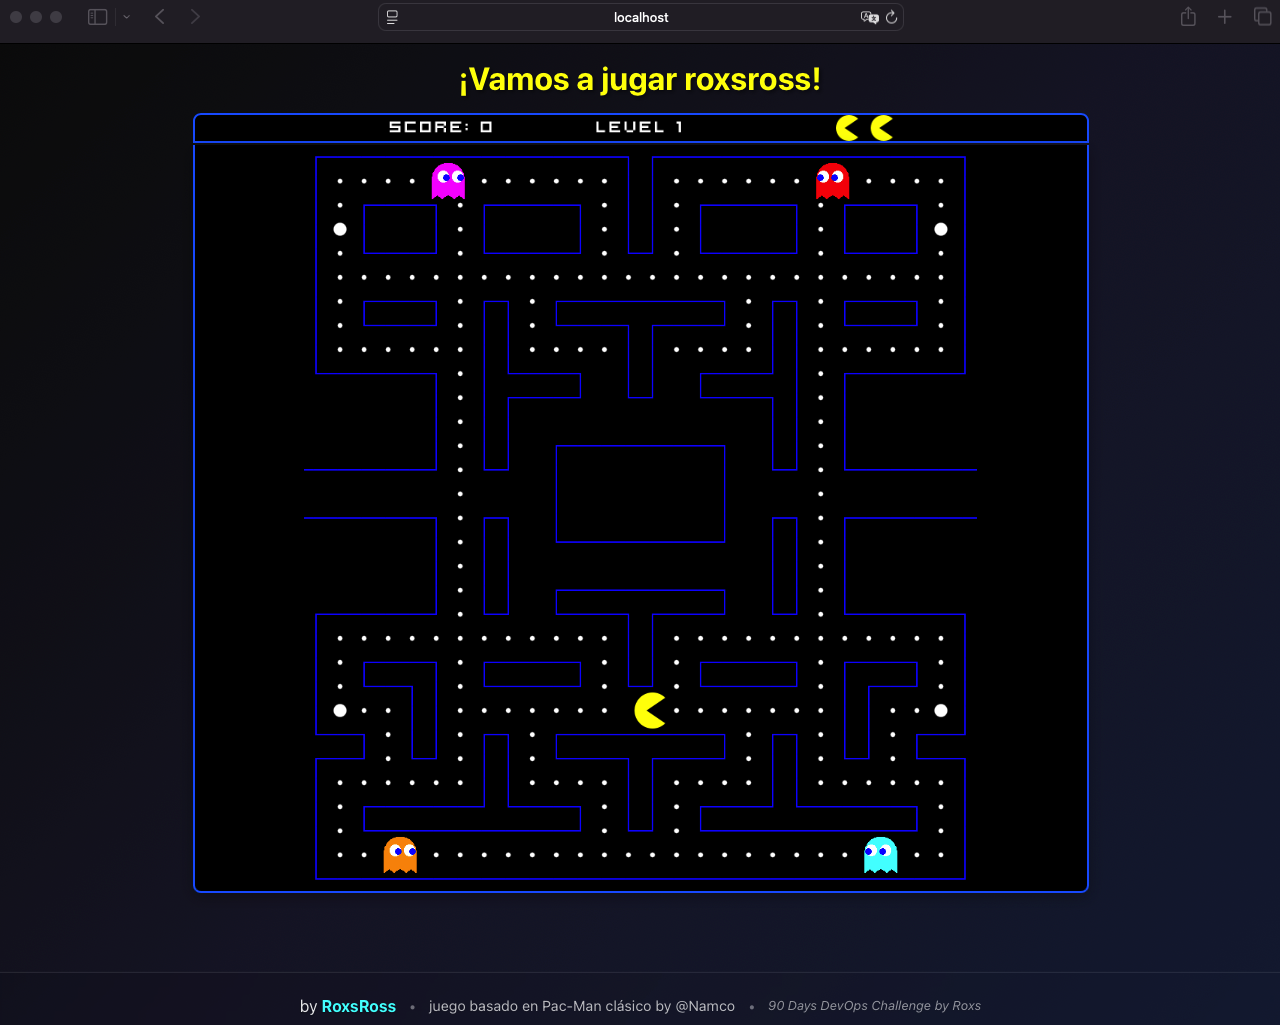 localhost
¡Vamos a jugar roxsross!
SCORE: 0 LEVEL 1
by RoxsRoss • juego basado en Pac-Man clásico by @Namco • 90 Days DevOps Challenge by Roxs